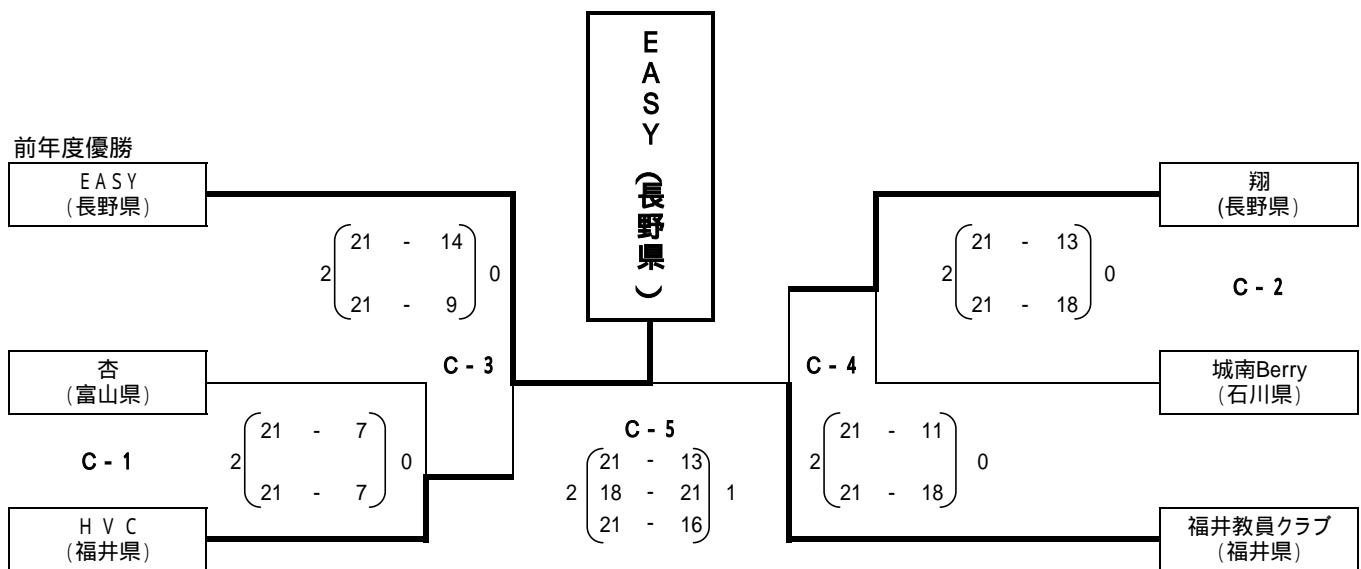 EASY(長野県)
前年度優勝
EASY
(長野県)
翔
(長野県)
21 - 14
2 0
21 - 9
21 - 13
2 0
21 - 18
C-2
杏
(富山県)
C-3
C-4
城南Berry
(石川県)
C-1
21 - 7
2 0
21 - 7
C-5
21 - 13
2 18 - 21 1
21 - 16
21 - 11
2 0
21 - 18
HVC
(福井県)
福井教員クラブ
(福井県)